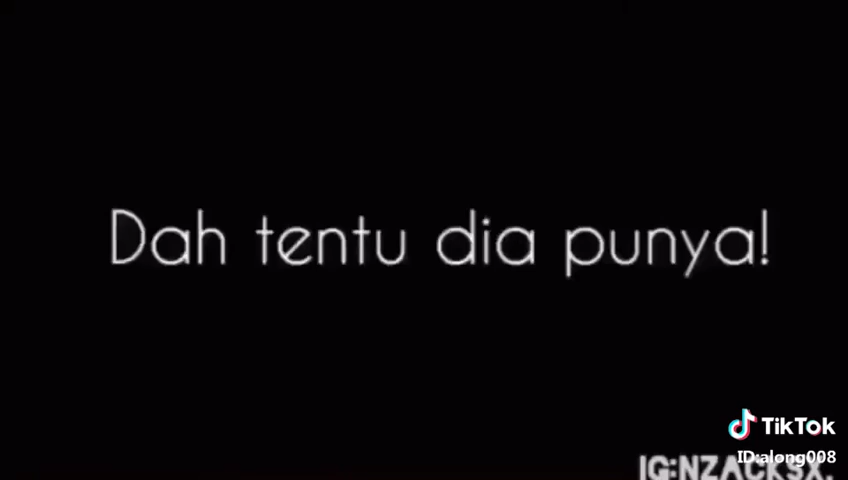 Dah tentu dia punya!
TikTok
ID:along008
IG:NZACKSX.